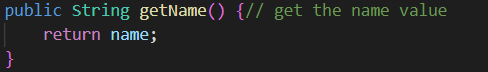 public String getName() {// get the name value
    return name;
}